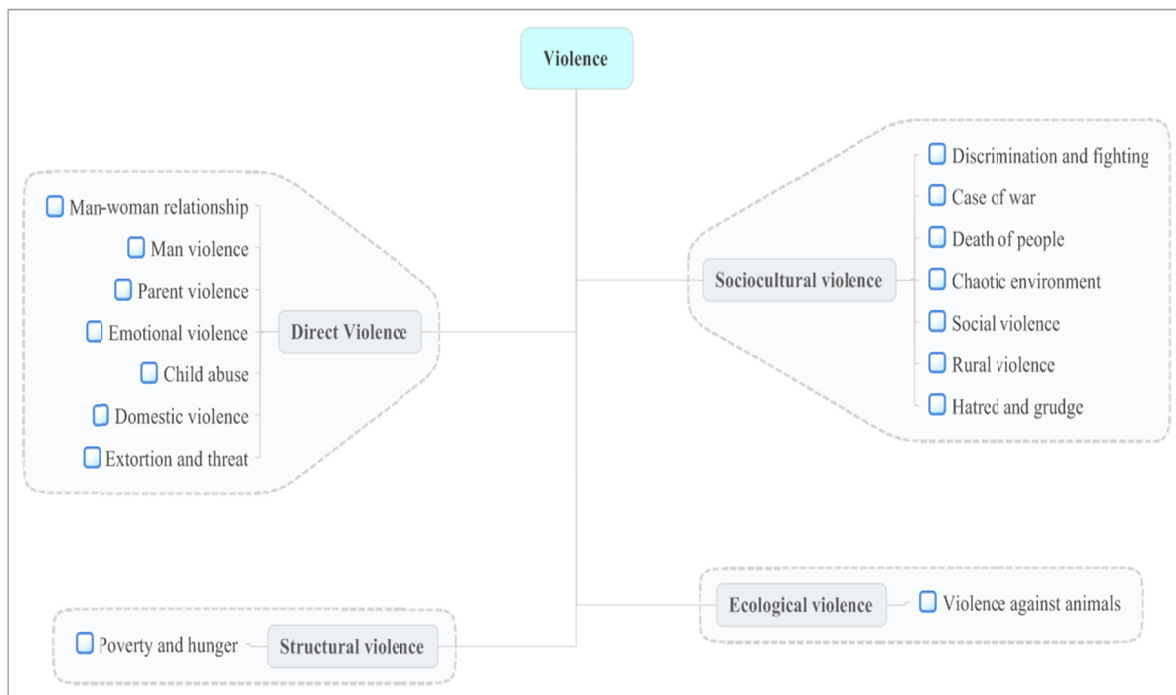 Violence
Man-woman relationship
Man violence
Parent violence
Emotional violence
Child abuse
Domestic violence
Extortion and threat
Direct Violence
Sociocultural violence
Discrimination and fighting
Case of war
Death of people
Chaotic environment
Social violence
Rural violence
Hatred and grudge
Poverty and hunger
Structural violence
Ecological violence
Violence against animals